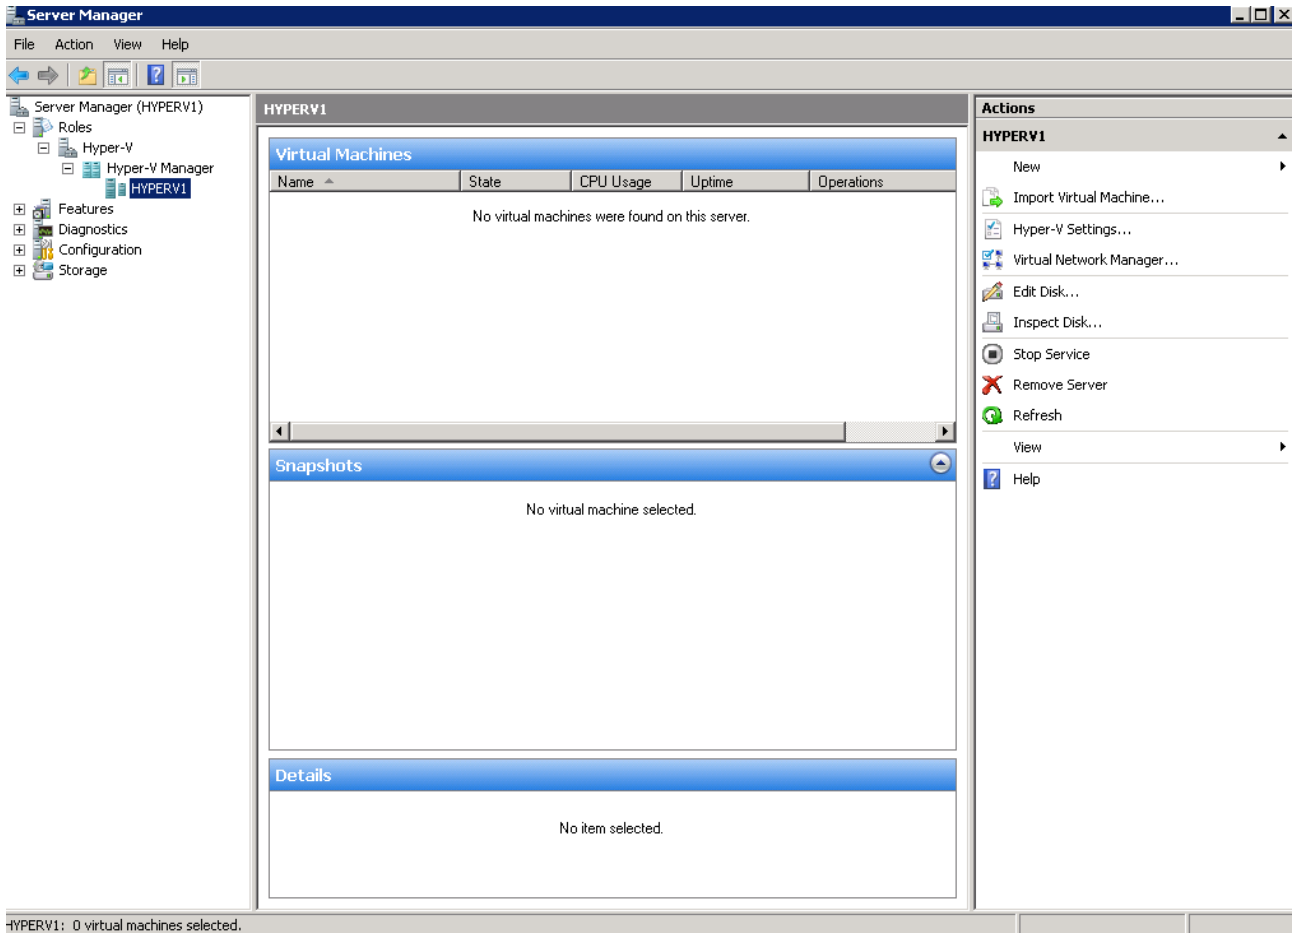 Server Manager
File Action View Help
Server Manager (HYPERV1)
Roles
Hyper-V
Hyper-V Manager
HYPERV1
Features
Diagnostics
Configuration
Storage
HYPERV1
Virtual Machines
Name State CPU Usage Uptime Operations
No virtual machines were found on this server.
Snapshots
No virtual machine selected.
Details
No item selected.
Actions
HYPERV1
New
Import Virtual Machine...
Hyper-V Settings...
Virtual Network Manager...
Edit Disk...
Inspect Disk...
Stop Service
Remove Server
Refresh
View
Help
HYPERV1: 0 virtual machines selected.